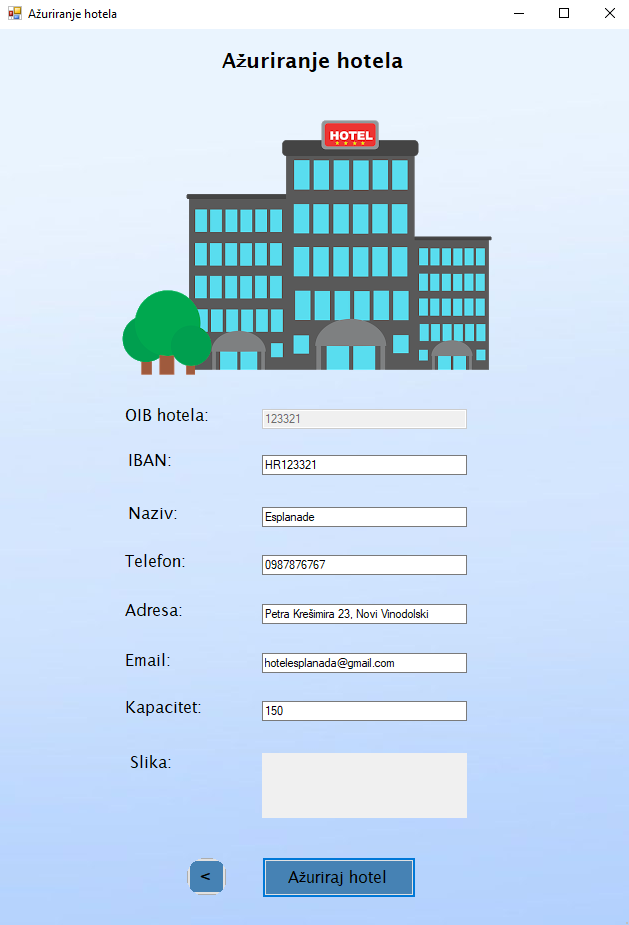 Ažuriranje hotela
Ažuriranje hotela
HOTEL
OIB hotela: 123321
IBAN: HR123321
Naziv: Esplanade
Telefon: 0987876767
Adresa: Petra Krešimira 23, Novi Vinodolski
Email: hotelesplanada@gmail.com
Kapacitet: 150
Slika:
< Ažuriraj hotel